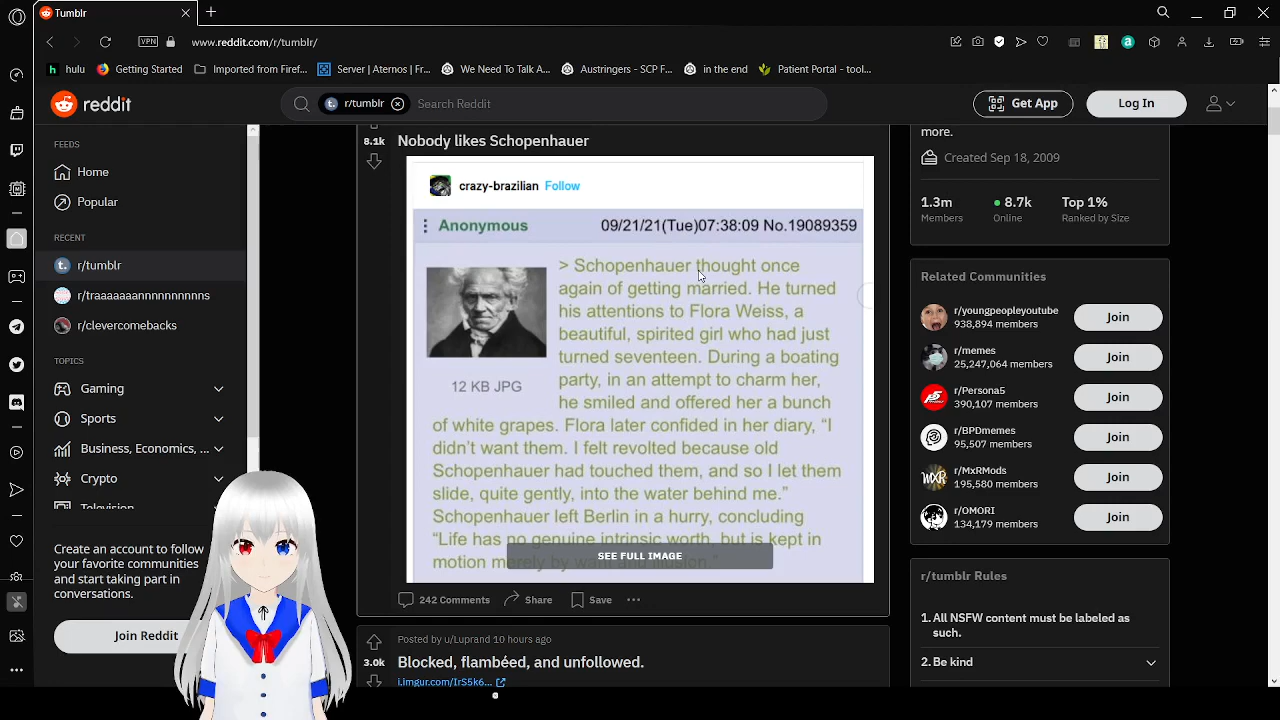 Tumblr
VPN
www.reddit.com/r/tumblr/
hulu
Getting Started
Imported from Firef...
Server | Aternos | Fr...
We Need To Talk A...
Austringers - SCP F...
in the end
Patient Portal - tool...
reddit
r/tumblr
Search Reddit
Get App
Log In
FEEDS
Home
Popular
RECENT
r/tumblr
r/traaaaaaannnnnnnnnns
r/clevercomebacks
TOPICS
Gaming
Sports
Business, Economics, ...
Crypto
Television
Create an account to follow
your favorite communities
and start taking part in
conversations.
Join Reddit
8.1k
Nobody likes Schopenhauer
crazy-brazilian Follow
Anonymous 09/21/21(Tue)07:38:09 No.19089359
12 KB JPG
> Schopenhauer thought once
again of getting married. He turned
his attentions to Flora Weiss, a
beautiful, spirited girl who had just
turned seventeen. During a boating
party, in an attempt to charm her,
he smiled and offered her a bunch
of white grapes. Flora later confided in her diary, “I
didn’t want them. I felt revolted because old
Schopenhauer had touched them, and so I let them
slide, quite gently, into the water behind me.”
Schopenhauer left Berlin in a hurry, concluding
“Life has no genuine intrinsic worth, but is kept in
motion merely by want and illusion.”
SEE FULL IMAGE
242 Comments
Share
Save
Posted by u/Luprand 10 hours ago
3.0k
Blocked, flambéed, and unfollowed.
i.imgur.com/IrS5k6...
more.
Created Sep 18, 2009
1.3m
Members
8.7k
Online
Top 1%
Ranked by Size
Related Communities
r/youngpeopleyoutube
938,894 members
Join
r/memes
25,247,064 members
Join
r/Persona5
390,107 members
Join
r/BPDmemes
95,507 members
Join
r/MxRMods
195,580 members
Join
r/OMORI
134,179 members
Join
r/tumblr Rules
1. All NSFW content must be labeled as
such.
2. Be kind